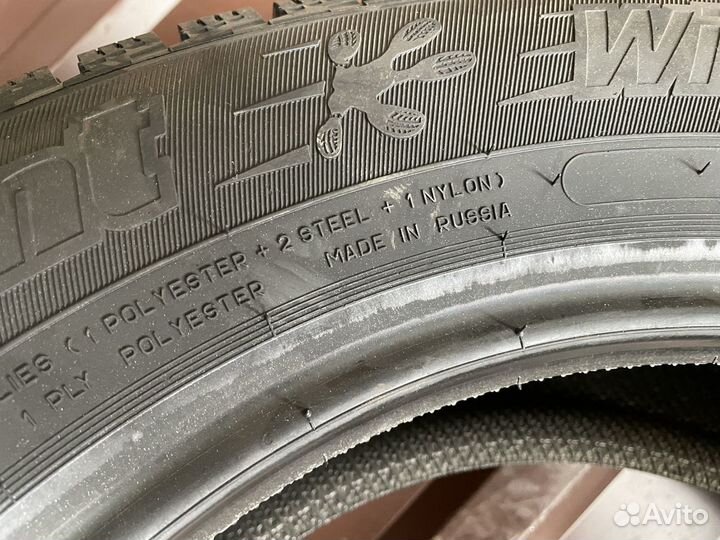 nt Wi
LIES (1 POLYESTER + 2 STEEL + 1 NYLON)
1 PLY POLYESTER MADE IN RUSSIA
Avito